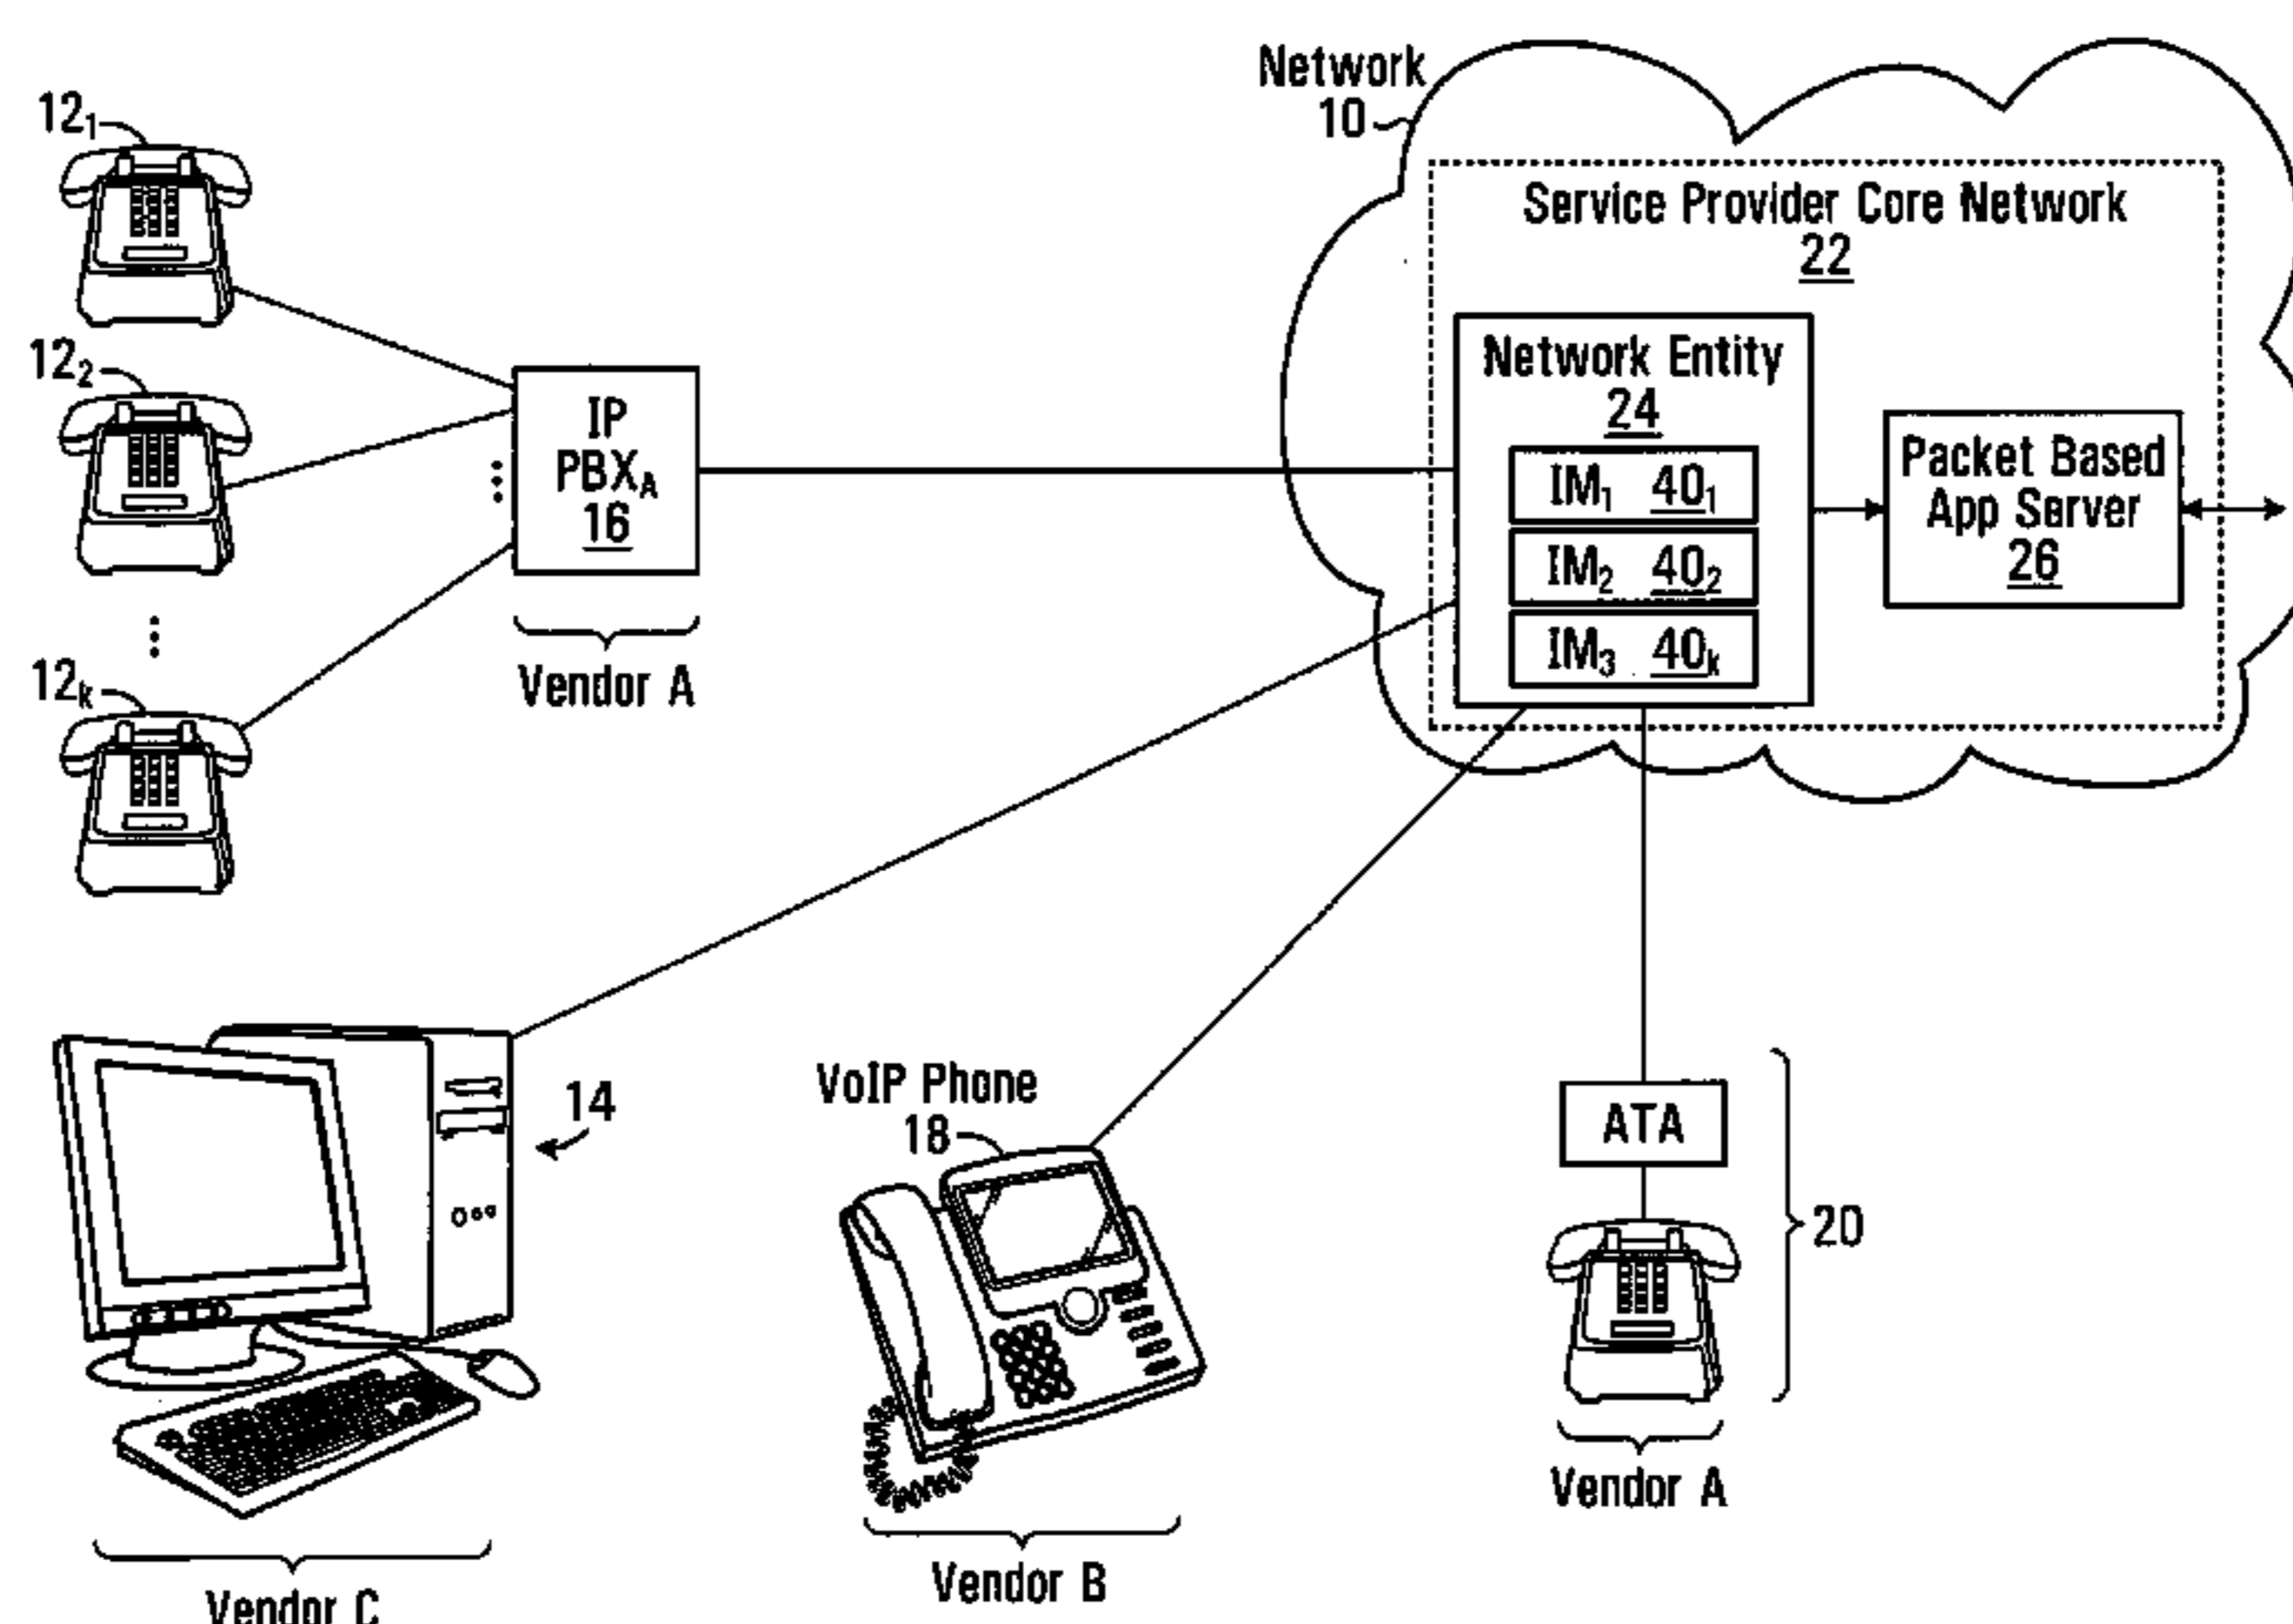 Network
10
12₁
Service Provider Core Network
22
12₂
Network Entity
24
IP
PBX_A
16
Packet Based
App Server
26
IM₁ 40₁
IM₂ 40₂
IM₃ 40ₖ
Vendor A
12ₖ
14
VoIP Phone
18
ATA
20
Vendor A
Vendor B
Vendor C